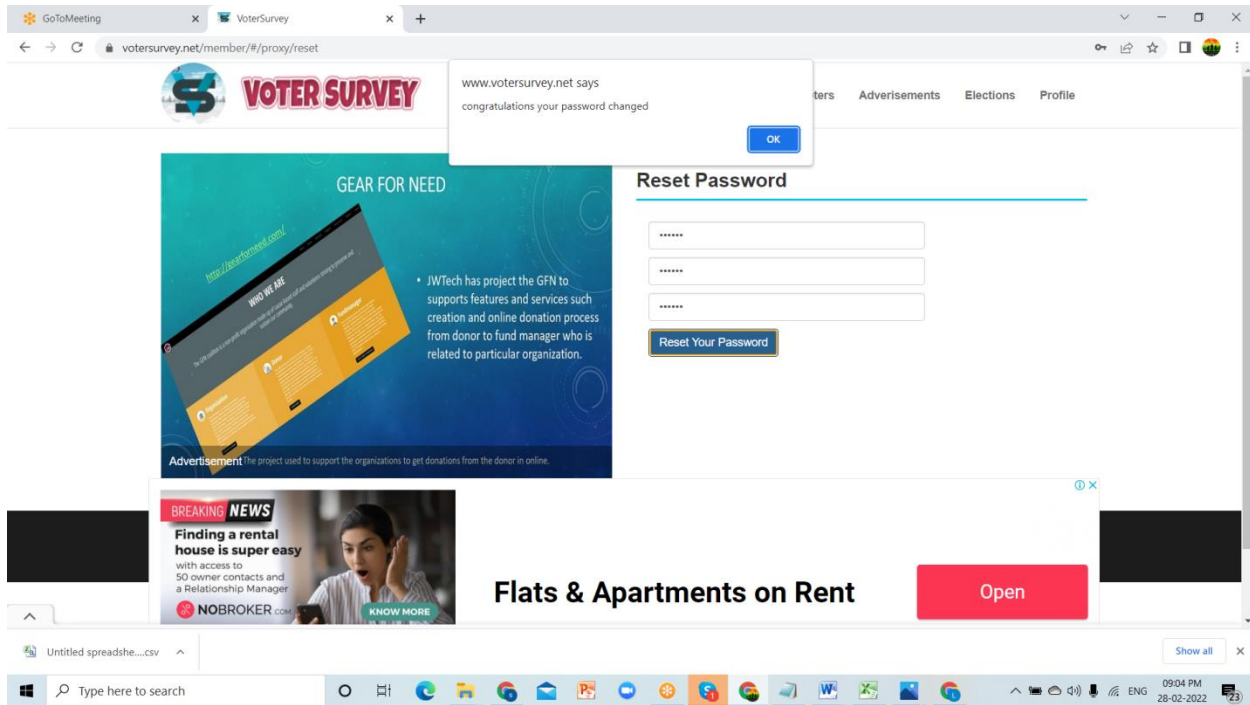 GoToMeeting
VoterSurvey
votersurvey.net/member/#/proxy/reset
VOTER SURVEY
www.votersurvey.net says
congratulations your password changed
OK
ters
Adverisements
Elections
Profile
GEAR FOR NEED
http://gearforneed.com/
WHO WE ARE
Organisation
Donor
Fundmanager
• JWTech has project the GFN to
supports features and services such
creation and online donation process
from donor to fund manager who is
related to particular organization.
Advertisement The project used to support the organizations to get donations from the donor in online.
Reset Password
••••••
••••••
••••••
Reset Your Password
BREAKING NEWS
Finding a rental
house is super easy
with access to
50 owner contacts and
a Relationship Manager
NOBROKER.COM
KNOW MORE
Flats & Apartments on Rent
Open
Untitled spreadshe....csv
Show all
Type here to search
ENG
09:04 PM
28-02-2022
23